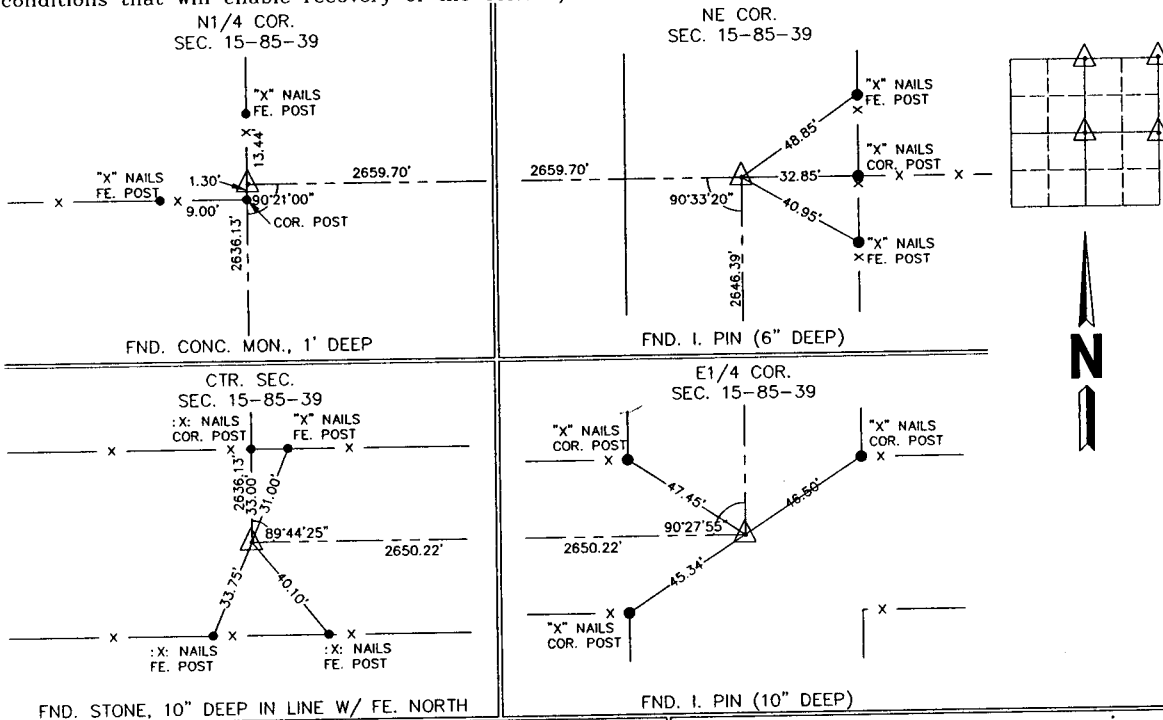 conditions that will enable recovery of the
N1/4 COR.
SEC. 15-85-39
"X" NAILS
FE. POST
x
13.44'
"X" NAILS
FE. POST
1.30'
2659.70'
x
x
9.00'
90°21'00"
COR. POST
2636.13'
FND. CONC. MON., 1' DEEP
NE COR.
SEC. 15-85-39
"X" NAILS
FE. POST
x
48.85'
"X" NAILS
COR. POST
2659.70'
32.85'
x
x
x
90°33'20"
40.95'
"X" NAILS
FE. POST
x
2646.39'
FND. I. PIN (6" DEEP)
N
CTR. SEC.
SEC. 15-85-39
:X: NAILS
COR. POST
"X" NAILS
FE. POST
x
x
x
2636.13'
33.00'
31.00'
89°44'25"
2650.22'
33.75'
40.10'
x
x
x
:X: NAILS
FE. POST
:X: NAILS
FE. POST
FND. STONE, 10" DEEP IN LINE W/ FE. NORTH
E1/4 COR.
SEC. 15-85-39
"X" NAILS
COR. POST
"X" NAILS
COR. POST
x
x
47.45'
46.50'
90°27'55"
2650.22'
45.34'
x
x
"X" NAILS
COR. POST
FND. I. PIN (10" DEEP)